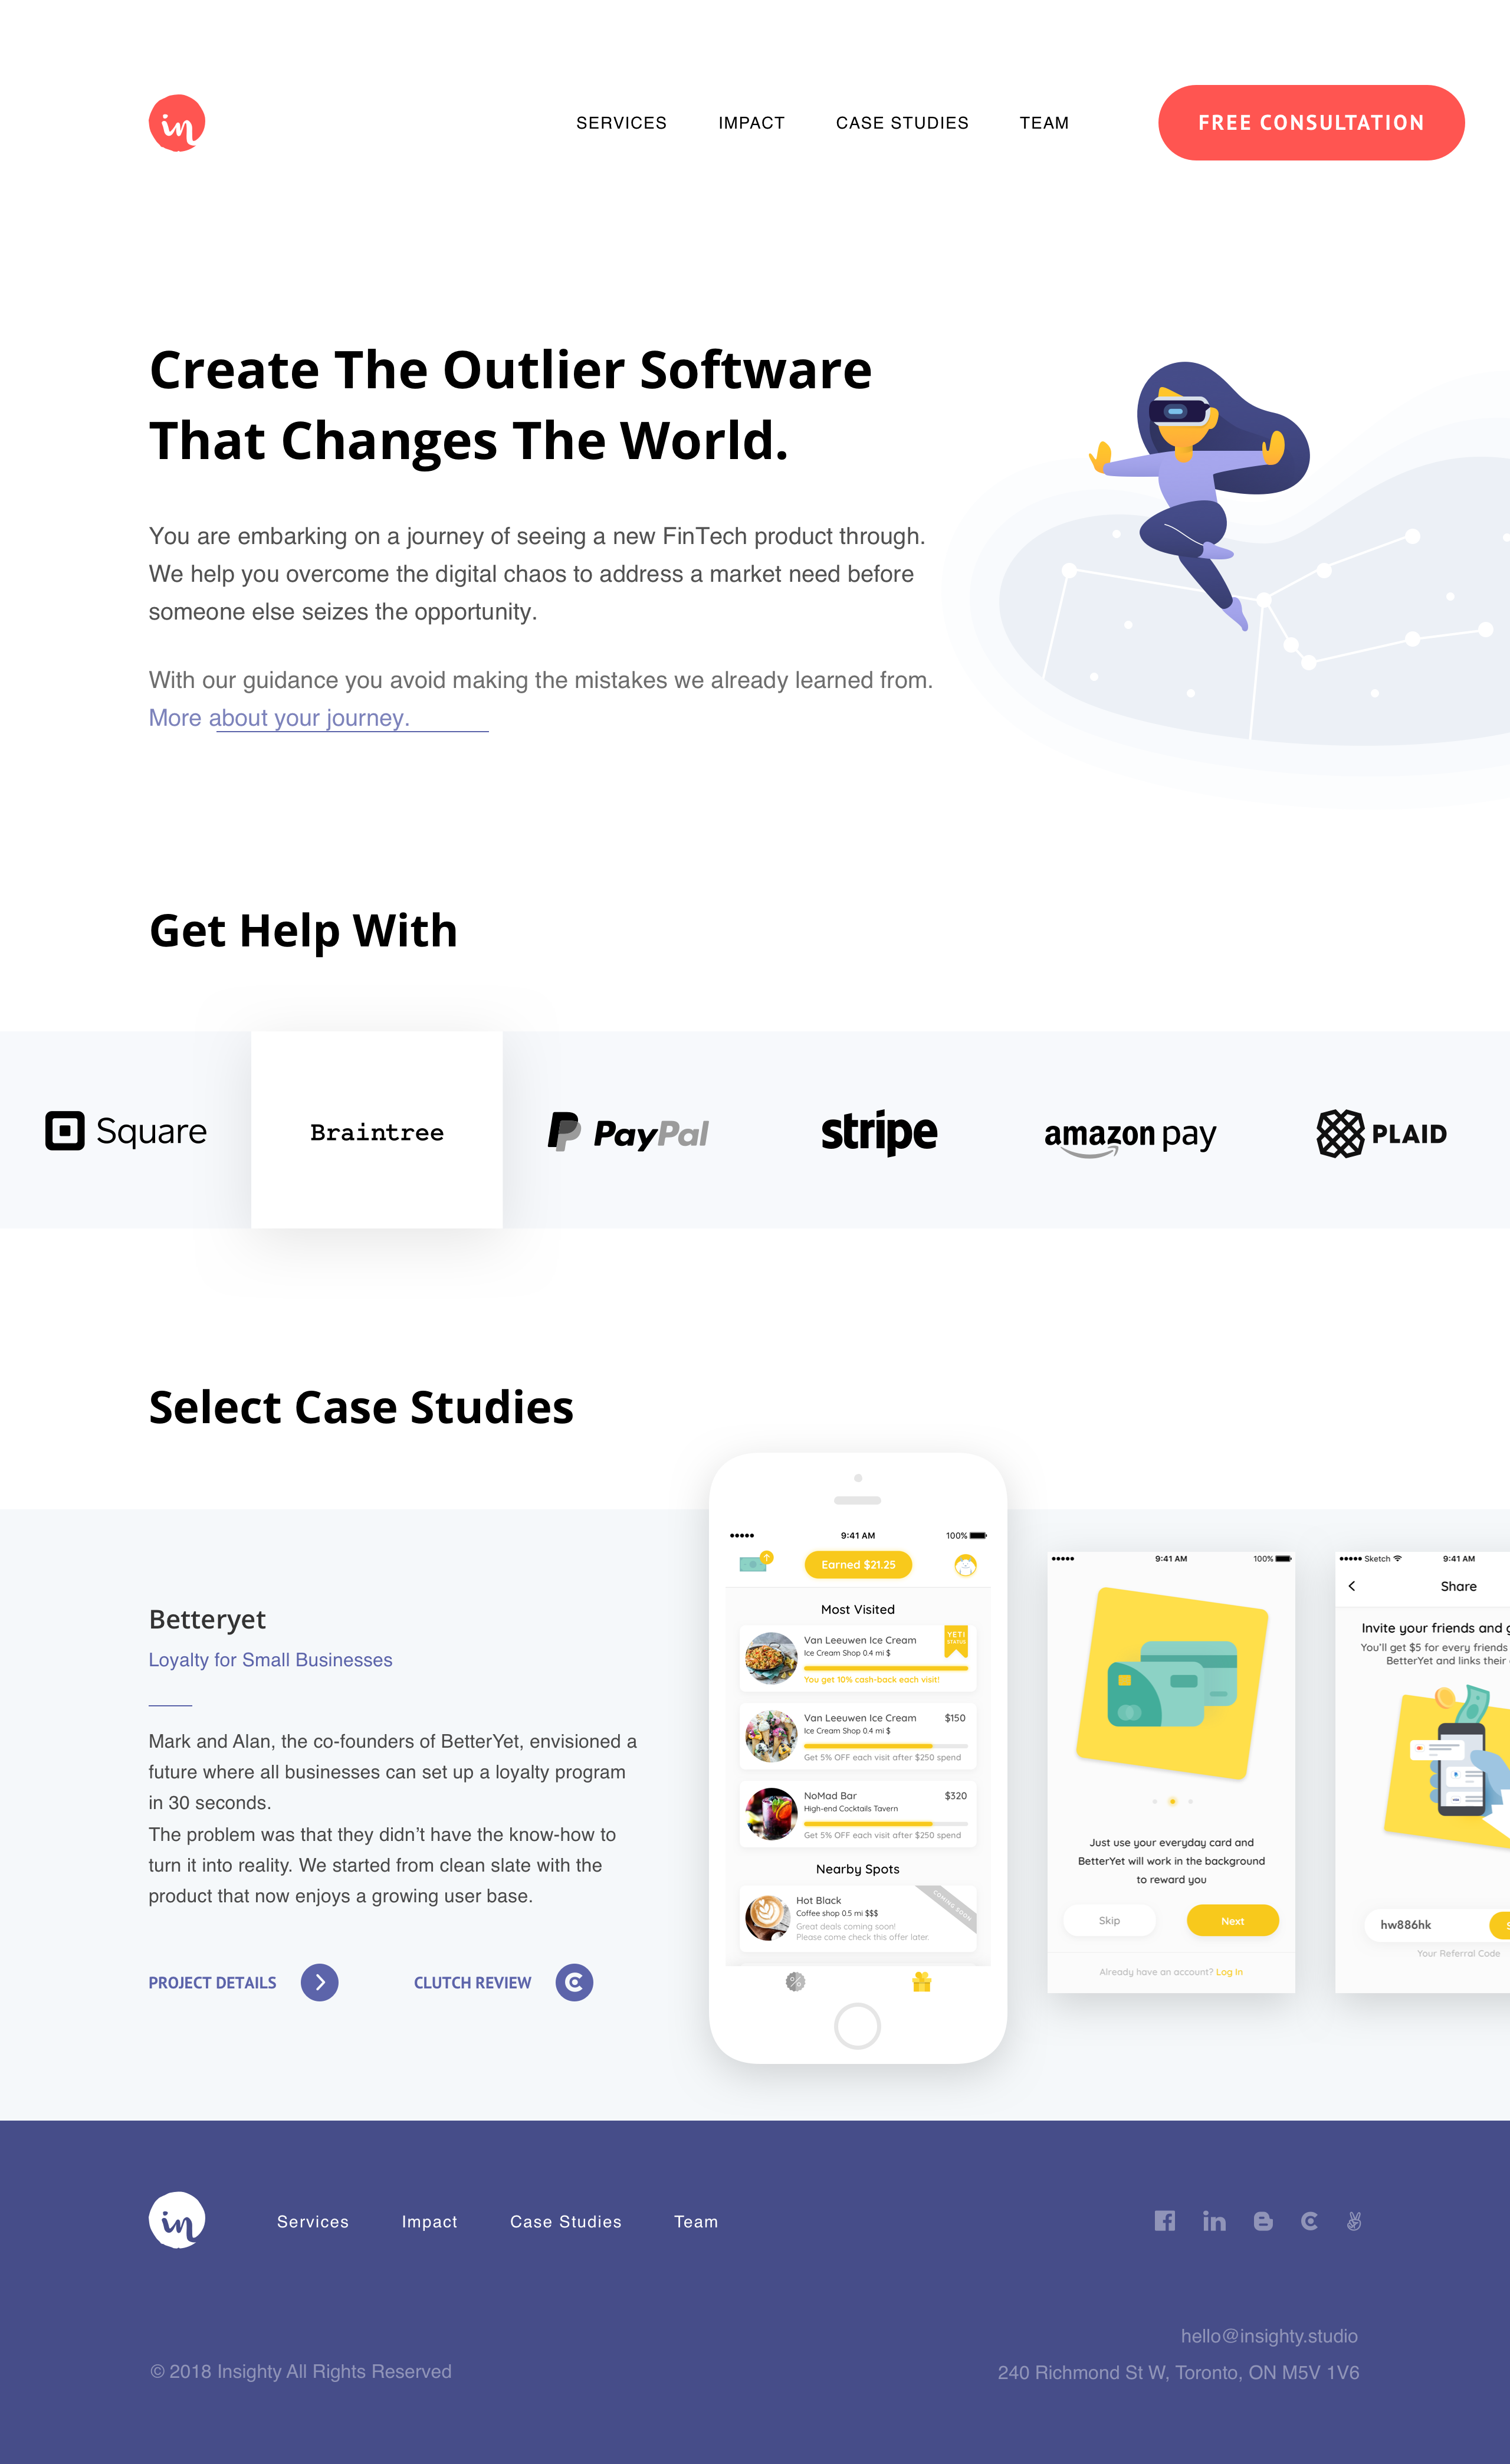 in
SERVICES IMPACT CASE STUDIES TEAM FREE CONSULTATION
Create The Outlier Software
That Changes The World.
You are embarking on a journey of seeing a new FinTech product through.
We help you overcome the digital chaos to address a market need before
someone else seizes the opportunity.
With our guidance you avoid making the mistakes we already learned from.
More about your journey.
Get Help With
Square Braintree PayPal stripe amazon pay PLAID
Select Case Studies
Betteryet
Loyalty for Small Businesses
Mark and Alan, the co-founders of BetterYet, envisioned a
future where all businesses can set up a loyalty program
in 30 seconds.
The problem was that they didn’t have the know-how to
turn it into reality. We started from clean slate with the
product that now enjoys a growing user base.
PROJECT DETAILS CLUTCH REVIEW
9:41 AM 100%
Earned $21.25
Most Visited
Van Leeuwen Ice Cream
Ice Cream Shop 0.4 mi $
YETI
STATUS
You get 10% cash-back each visit!
Van Leeuwen Ice Cream $150
Ice Cream Shop 0.4 mi $
Get 5% OFF each visit after $250 spend
NoMad Bar $320
High-end Cocktails Tavern
Get 5% OFF each visit after $250 spend
Nearby Spots
Hot Black
Coffee shop 0.5 mi $$$
COMING SOON
Great deals coming soon!
Please come check this offer later.
9:41 AM 100%
Just use your everyday card and
BetterYet will work in the background
to reward you
Skip Next
Already have an account? Log In
Sketch 9:41 AM
Share
Invite your friends and g
You’ll get $5 for every friends
BetterYet and links their
hw886hk
Your Referral Code
in
Services Impact Case Studies Team
in
hello@insighty.studio
© 2018 Insighty All Rights Reserved
240 Richmond St W, Toronto, ON M5V 1V6